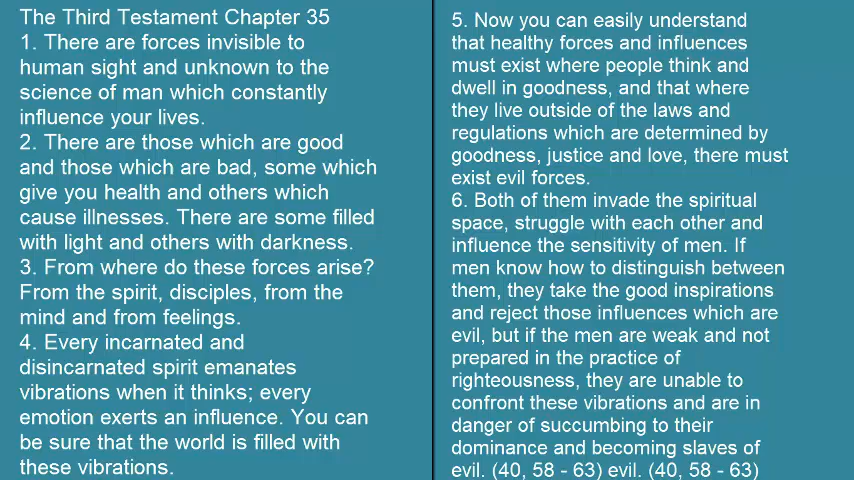 The Third Testament Chapter 35
1. There are forces invisible to
human sight and unknown to the
science of man which constantly
influence your lives.
2. There are those which are good
and those which are bad, some which
give you health and others which
cause illnesses. There are some filled
with light and others with darkness.
3. From where do these forces arise?
From the spirit, disciples, from the
mind and from feelings.
4. Every incarnated and
disincarnated spirit emanates
vibrations when it thinks; every
emotion exerts an influence. You can
be sure that the world is filled with
these vibrations.
5. Now you can easily understand
that healthy forces and influences
must exist where people think and
dwell in goodness, and that where
they live outside of the laws and
regulations which are determined by
goodness, justice and love, there must
exist evil forces.
6. Both of them invade the spiritual
space, struggle with each other and
influence the sensitivity of men. If
men know how to distinguish between
them, they take the good inspirations
and reject those influences which are
evil, but if the men are weak and not
prepared in the practice of
righteousness, they are unable to
confront these vibrations and are in
danger of succumbing to their
dominance and becoming slaves of
evil. (40, 58 - 63) evil. (40, 58 - 63)